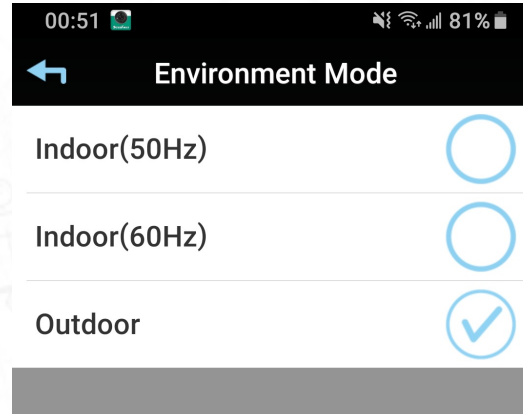 00:51 81%
Environment Mode
Indoor(50Hz)
Indoor(60Hz)
Outdoor